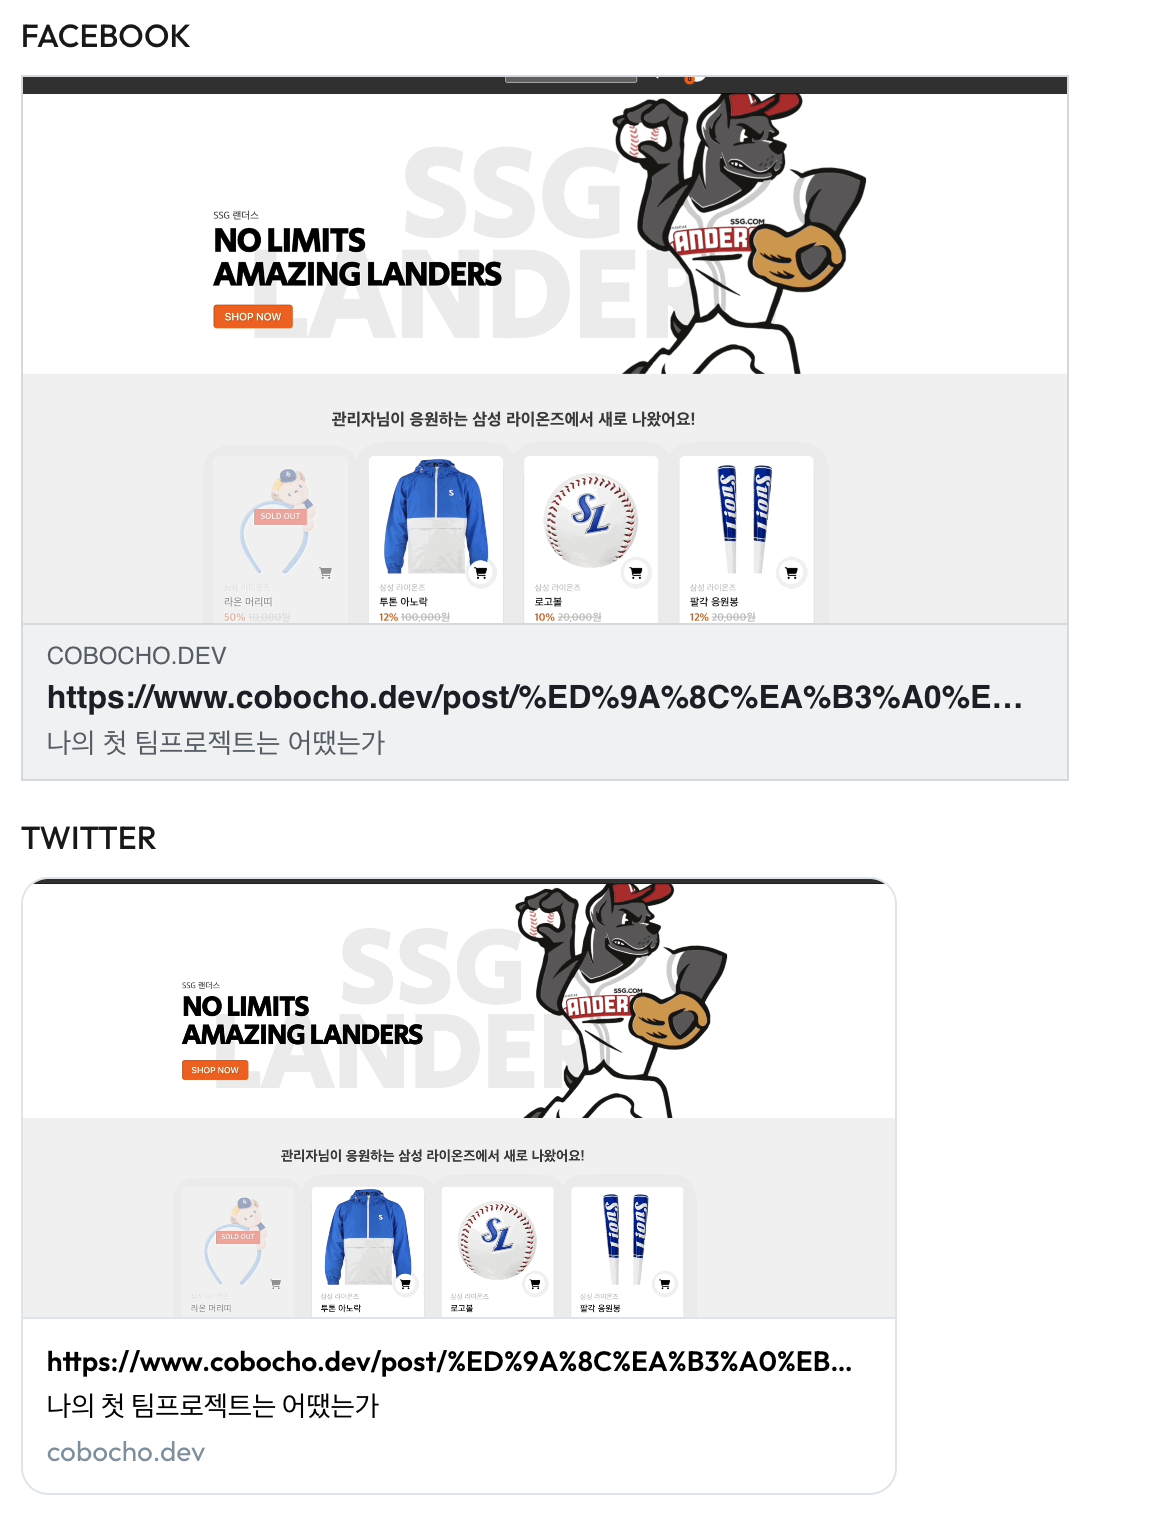 FACEBOOK
SSG
LANDER
SSG 랜더스
NO LIMITS
AMAZING LANDERS
SHOP NOW
SSG.COM
LANDERS
관리자님이 응원하는 삼성 라이온즈에서 새로 나왔어요!
SOLD OUT
S
SL
Lions
Lions
삼성 라이온즈
삼성 라이온즈
삼성 라이온즈
삼성 라이온즈
라온 머리띠
투톤 아노락
로고볼
팔각 응원봉
50% 10,000원
12% 100,000원
10% 20,000원
12% 20,000원
COBOCHO.DEV
https://www.cobocho.dev/post/%ED%9A%8C%EA%B3%A0%E...
나의 첫 팀프로젝트는 어땠는가
TWITTER
SSG
LANDER
SSG 랜더스
NO LIMITS
AMAZING LANDERS
SHOP NOW
SSG.COM
LANDERS
관리자님이 응원하는 삼성 라이온즈에서 새로 나왔어요!
SOLD OUT
S
SL
Lions
Lions
삼성 라이온즈
삼성 라이온즈
삼성 라이온즈
삼성 라이온즈
라온 머리띠
투톤 아노락
로고볼
팔각 응원봉
https://www.cobocho.dev/post/%ED%9A%8C%EA%B3%A0%EB...
나의 첫 팀프로젝트는 어땠는가
cobocho.dev